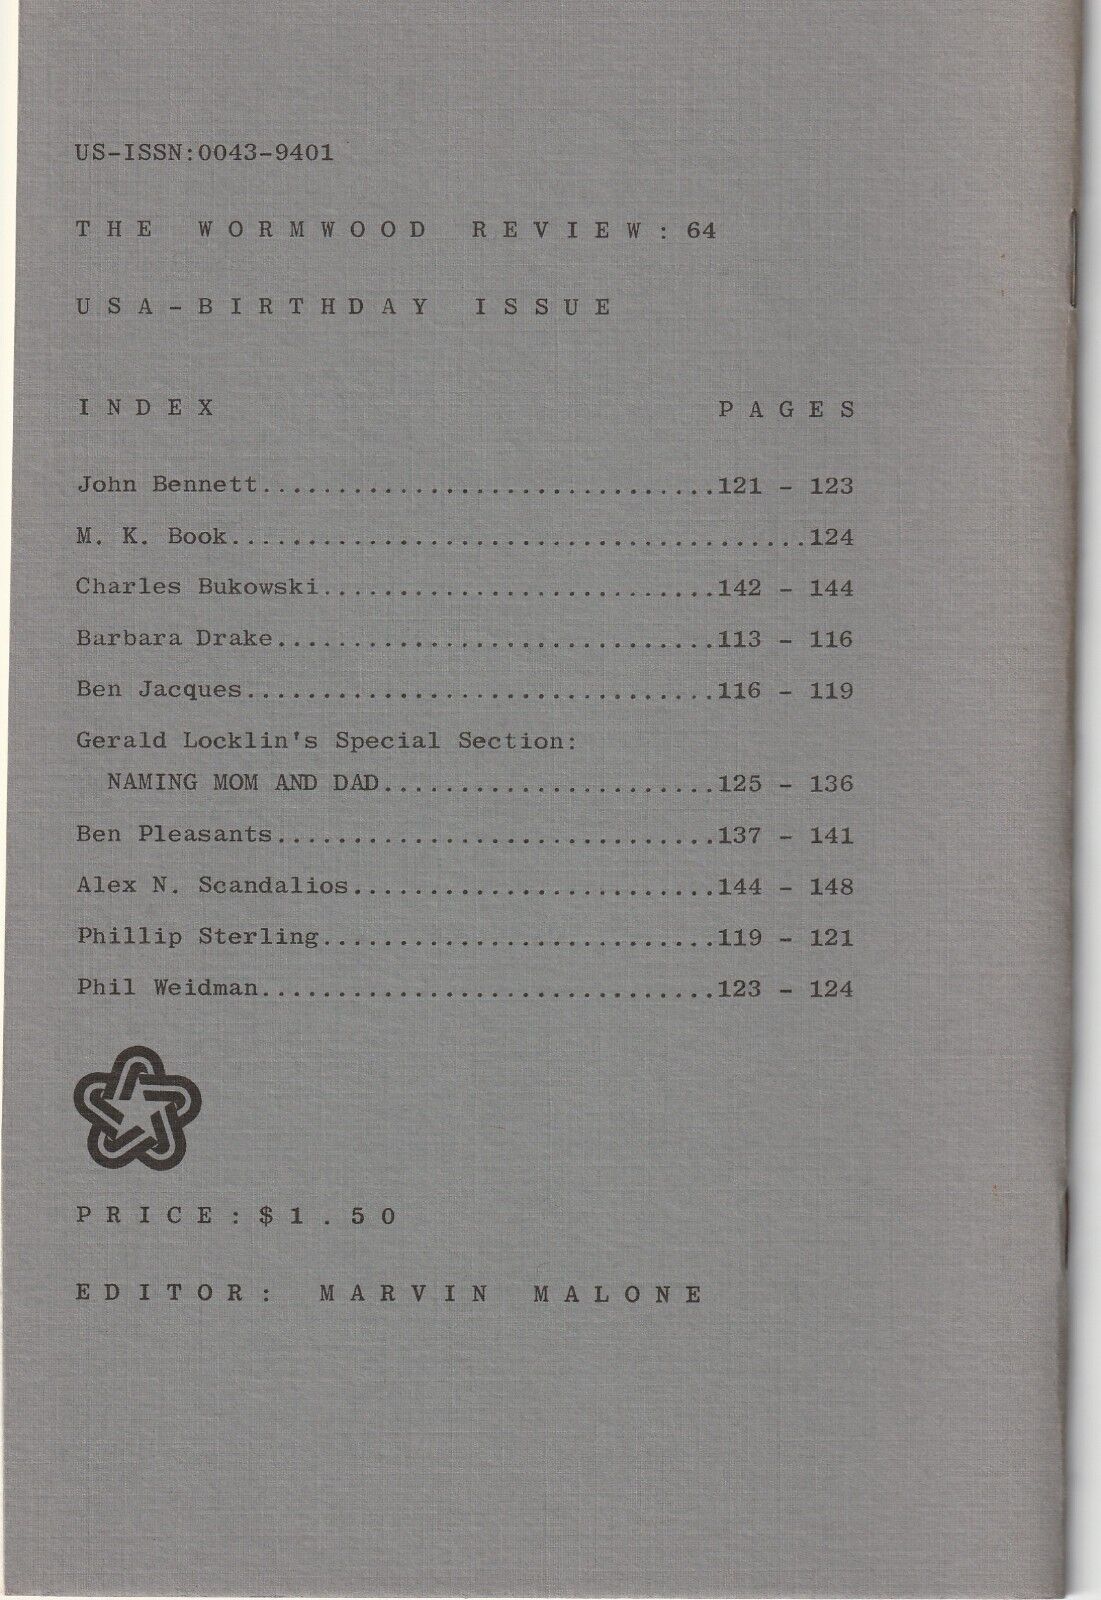 US-ISSN:0043-9401
THE WORMWOOD REVIEW:64
USA-BIRTHDAY ISSUE
INDEX PAGES
John Bennett..............................121 - 123
M. K. Book......................................124
Charles Bukowski..........................142 - 144
Barbara Drake.............................113 - 116
Ben Jacques...............................116 - 119
Gerald Locklin's Special Section:
NAMING MOM AND DAD......................125 - 136
Ben Pleasants.............................137 - 141
Alex N. Scandalios........................144 - 148
Phillip Sterling..........................119 - 121
Phil Weidman..............................123 - 124
PRICE:$1.50
EDITOR: MARVIN MALONE